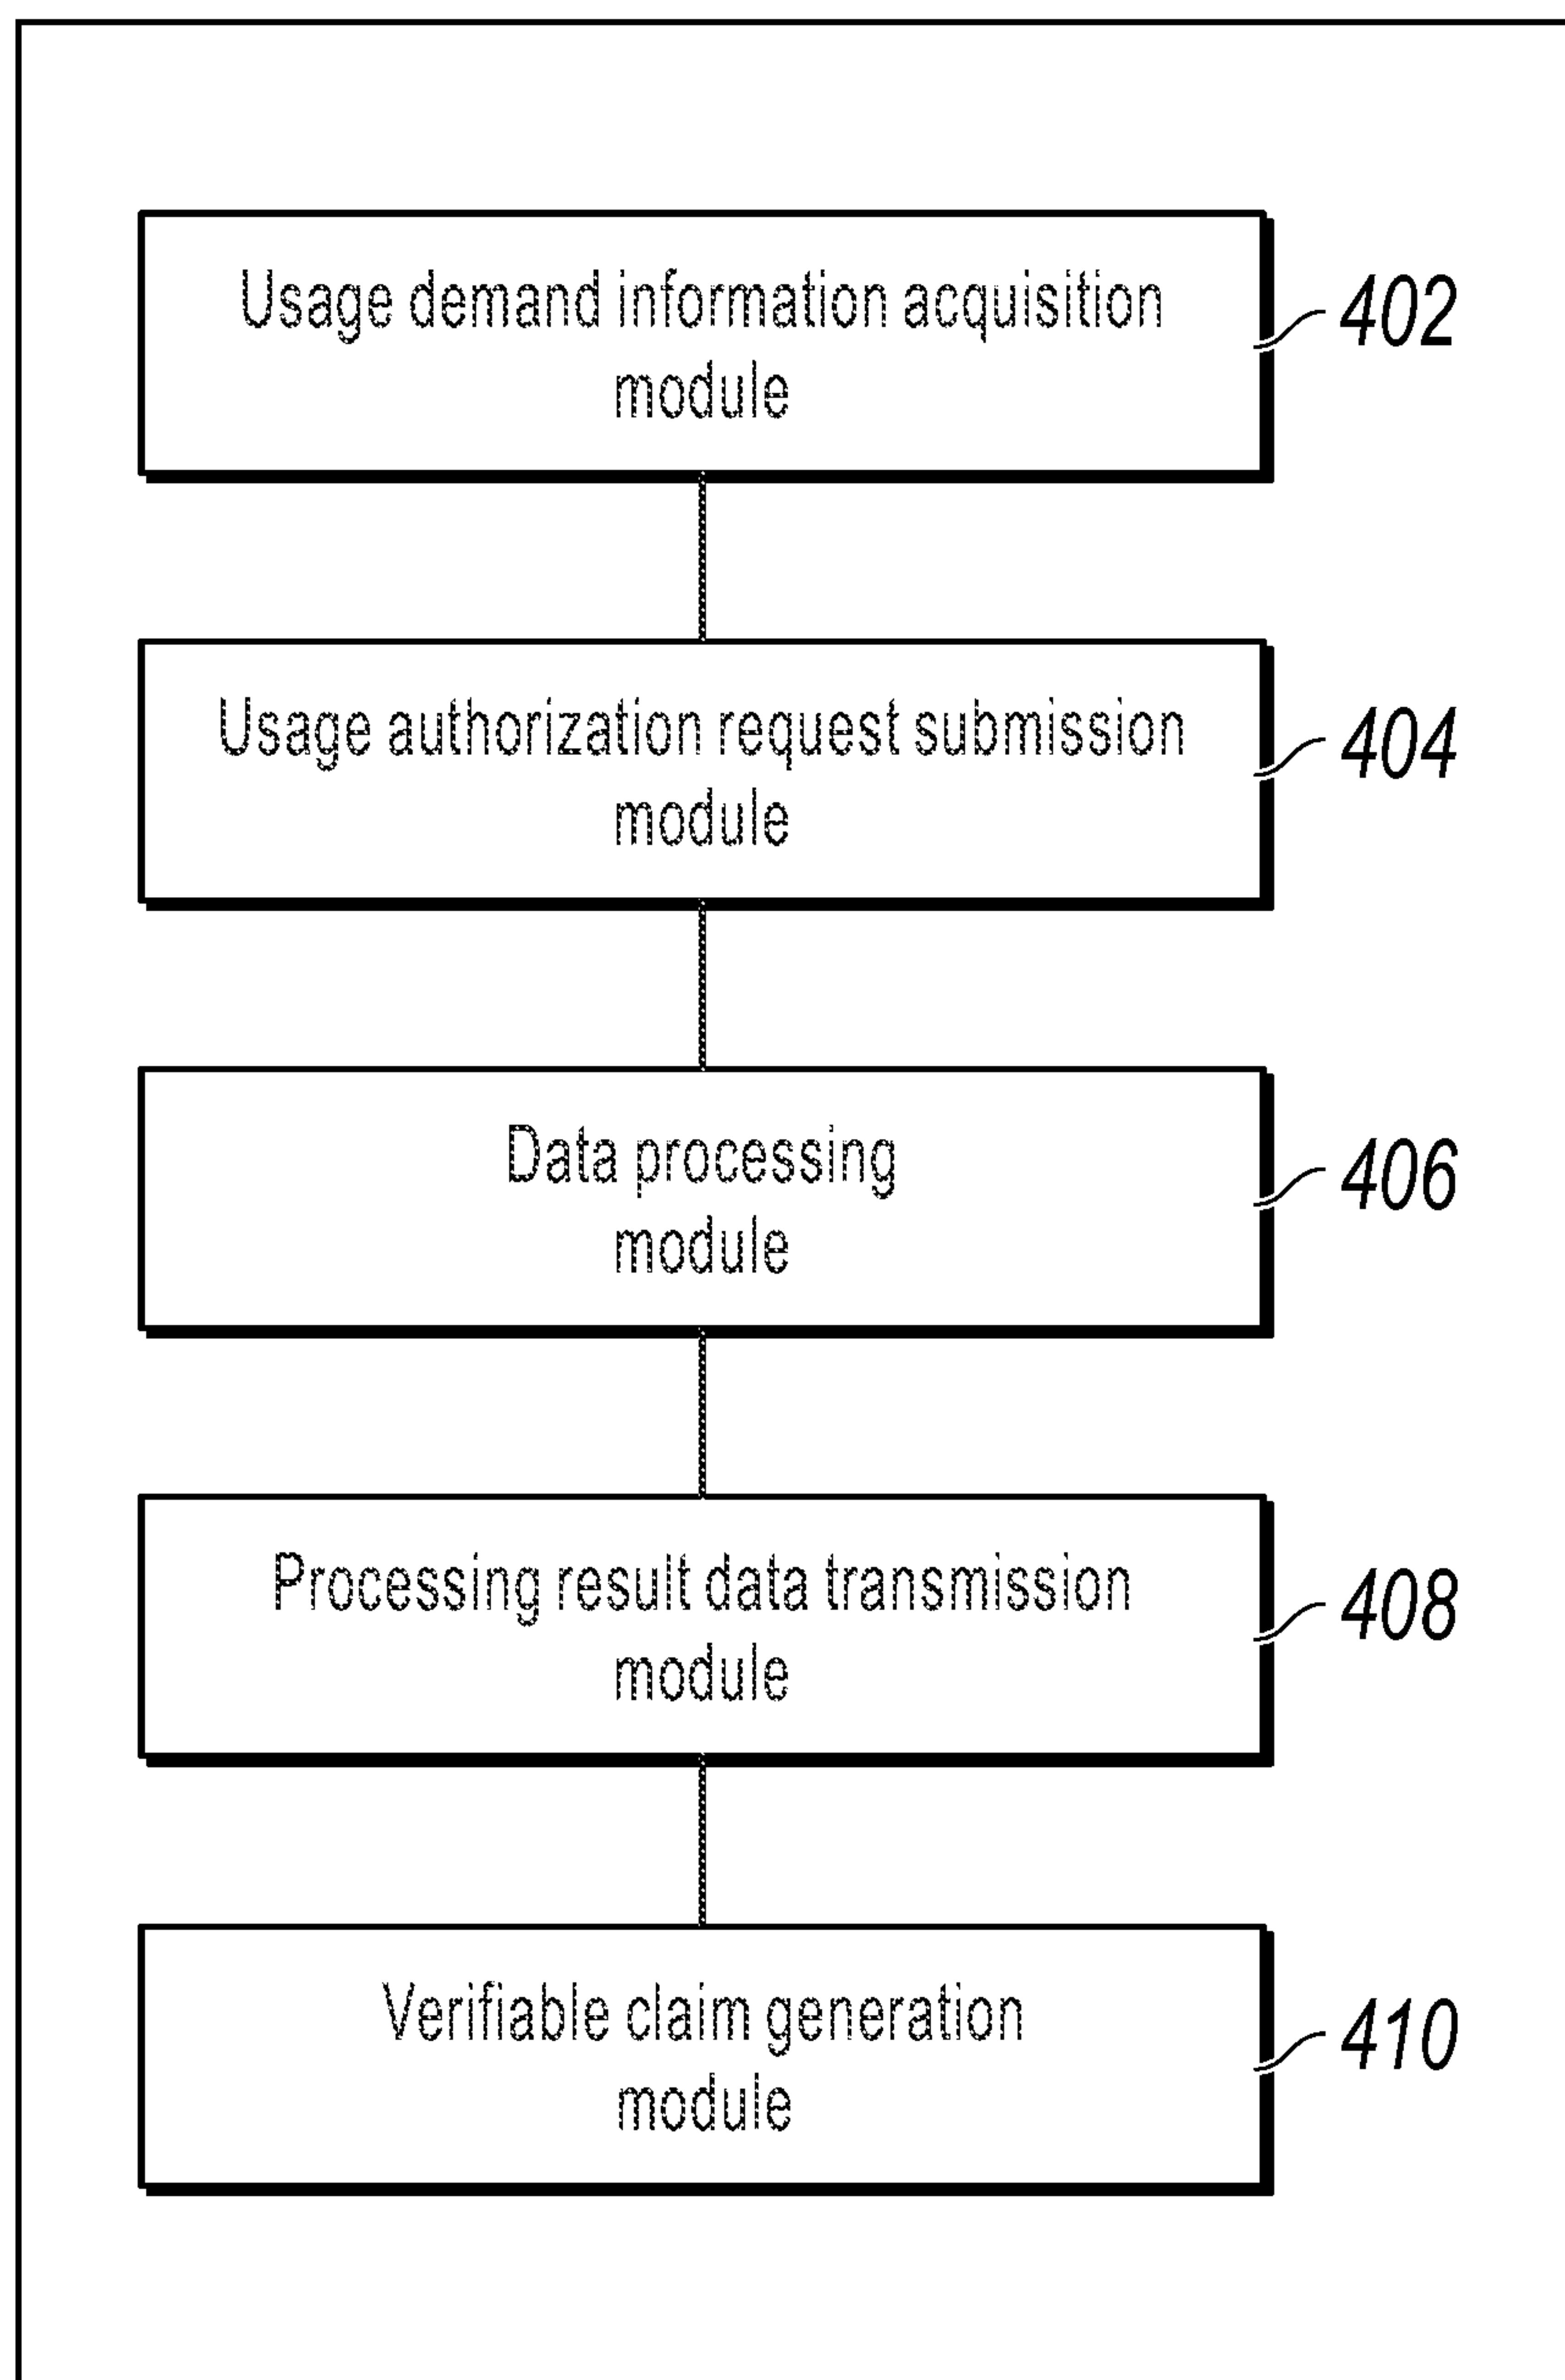 Usage demand information acquisition
module
402
Usage authorization request submission
module
404
Data processing
module
406
Processing result data transmission
module
408
Verifiable claim generation
module
410